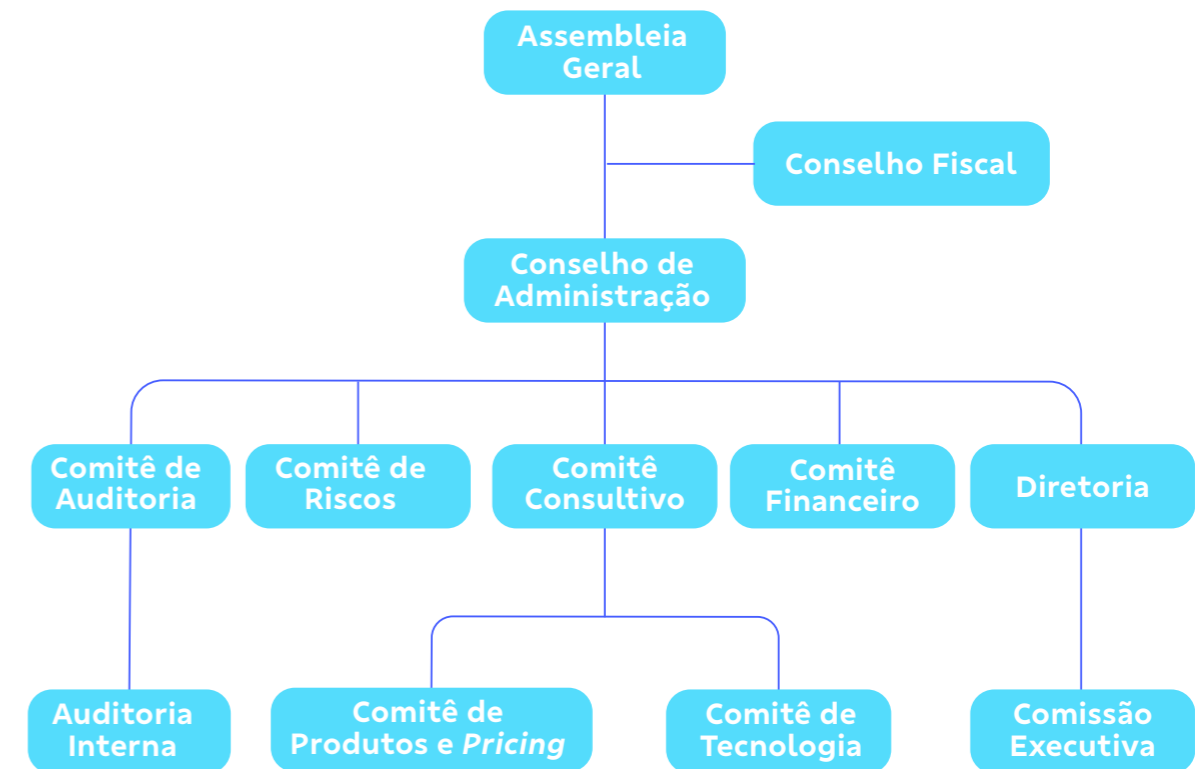 Assembleia
Geral
Conselho Fiscal
Conselho de
Administração
Comitê de
Auditoria
Comitê de
Riscos
Comitê
Consultivo
Comitê
Financeiro
Diretoria
Auditoria
Interna
Comitê de
Produtos e Pricing
Comitê de
Tecnologia
Comissão
Executiva